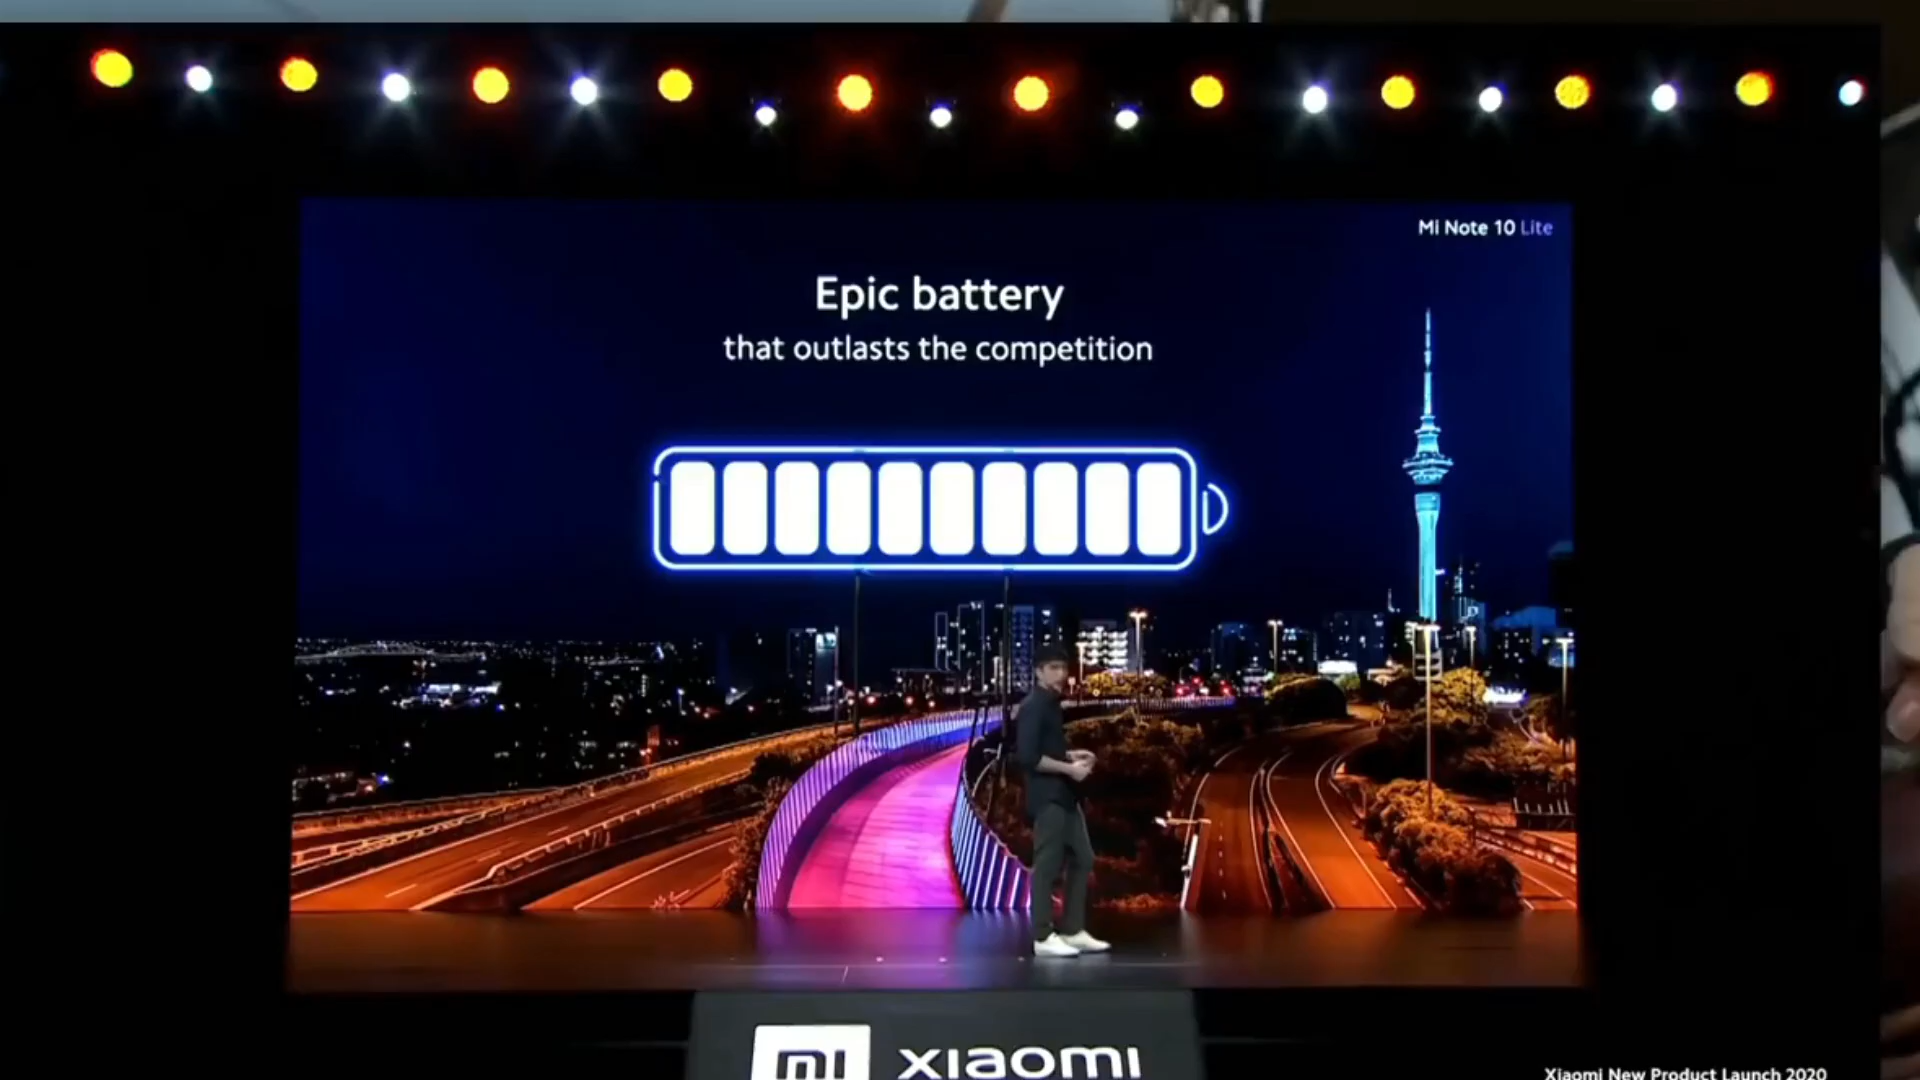 Mi Note 10 Lite
Epic battery
that outlasts the competition
mi xiaomi
Xiaomi New Product Launch 2020